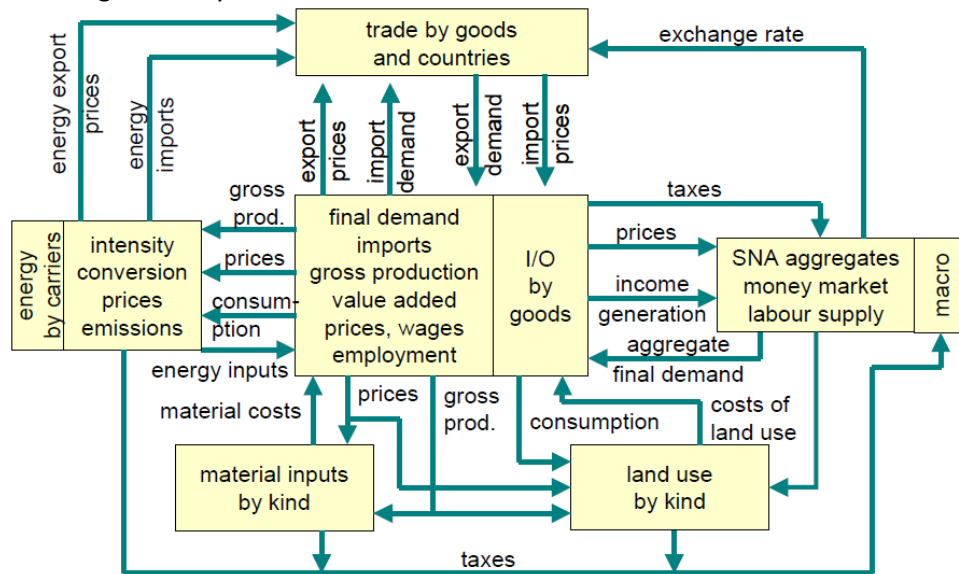 trade by goods
and countries
exchange rate
energy export
prices
energy
imports
export
prices
import
demand
export
demand
import
prices
gross
prod.
prices
consum-
ption
energy inputs
energy
by carriers
intensity
conversion
prices
emissions
final demand
imports
gross production
value added
prices, wages
employment
I/O
by
goods
taxes
prices
income
generation
aggregate
final demand
SNA aggregates
money market
labour supply
macro
material costs
prices
gross
prod.
consumption
costs of
land use
material inputs
by kind
land use
by kind
taxes